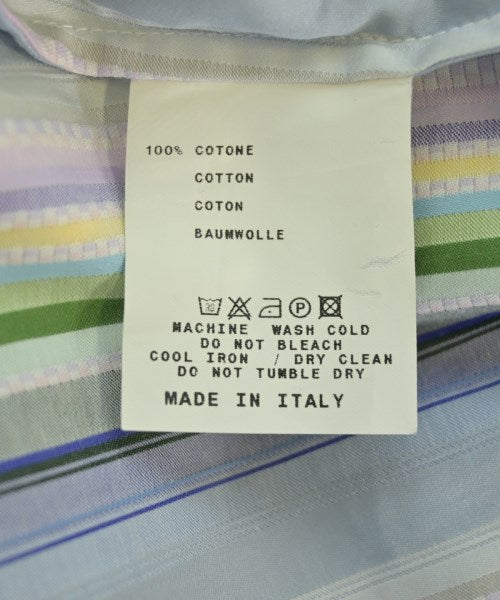 100% COTONE
COTTON
COTON
BAUMWOLLE
30 P
MACHINE WASH COLD
DO NOT BLEACH
COOL IRON / DRY CLEAN
DO NOT TUMBLE DRY
MADE IN ITALY